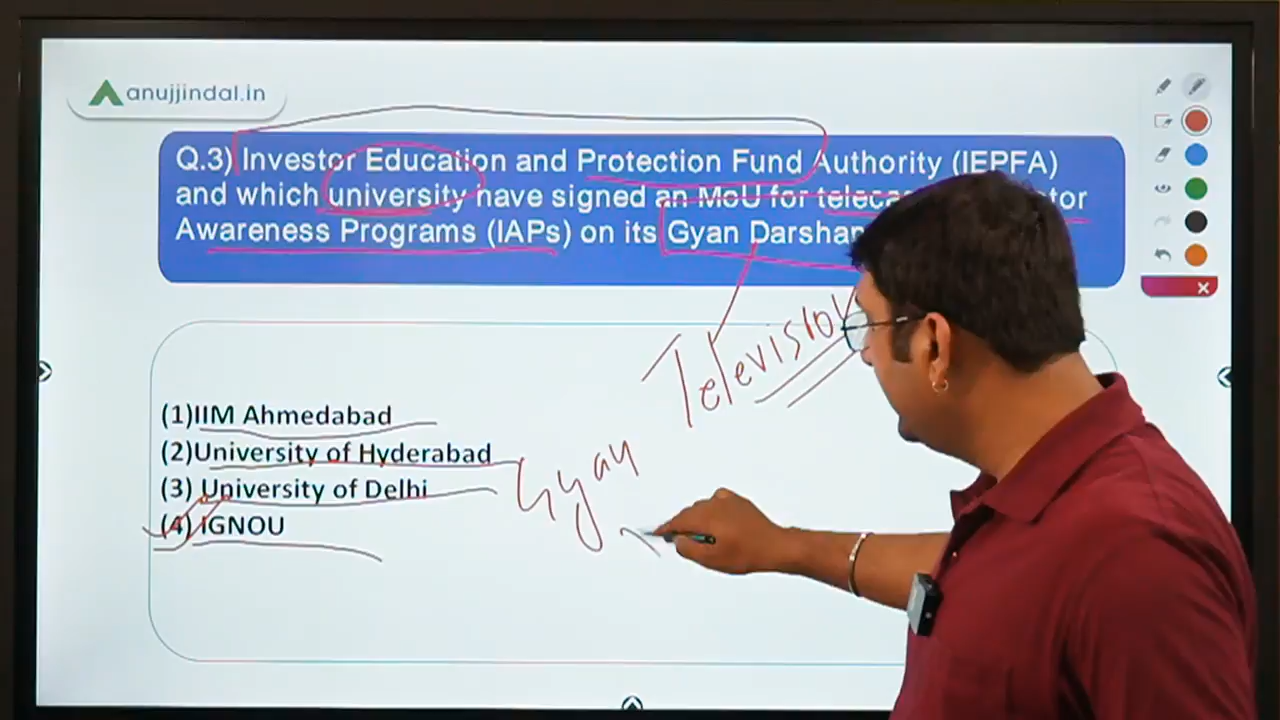 anujjindal.in
Q.3) Investor Education and Protection Fund Authority (IEPFA)
and which university have signed an MoU for tor
Awareness Programs (IAPs) on its Gyan Darshan
Television
(1)IIM Ahmedabad
(2)University of Hyderabad
(3) University of Delhi
(4) IGNOU
Gyan